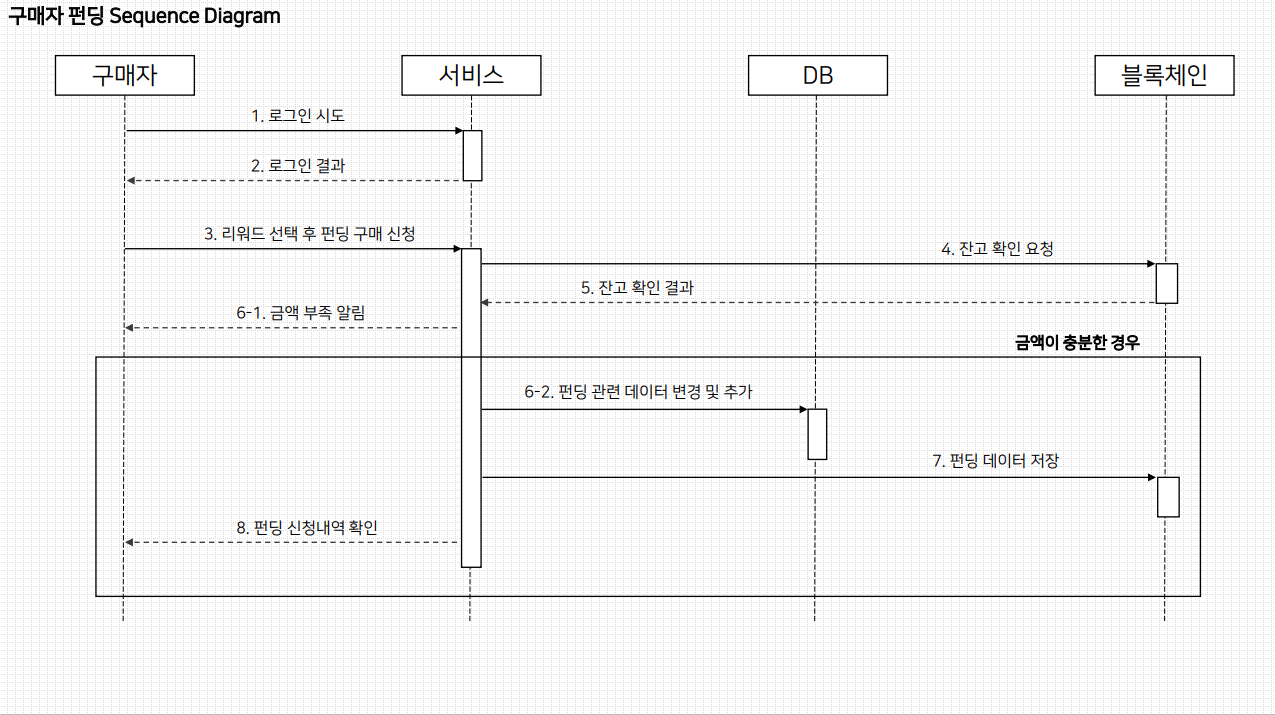 구매자 펀딩 Sequence Diagram
구매자
서비스
DB
블록체인
1. 로그인 시도
2. 로그인 결과
3. 리워드 선택 후 펀딩 구매 신청
4. 잔고 확인 요청
5. 잔고 확인 결과
6-1. 금액 부족 알림
금액이 충분한 경우
6-2. 펀딩 관련 데이터 변경 및 추가
7. 펀딩 데이터 저장
8. 펀딩 신청내역 확인